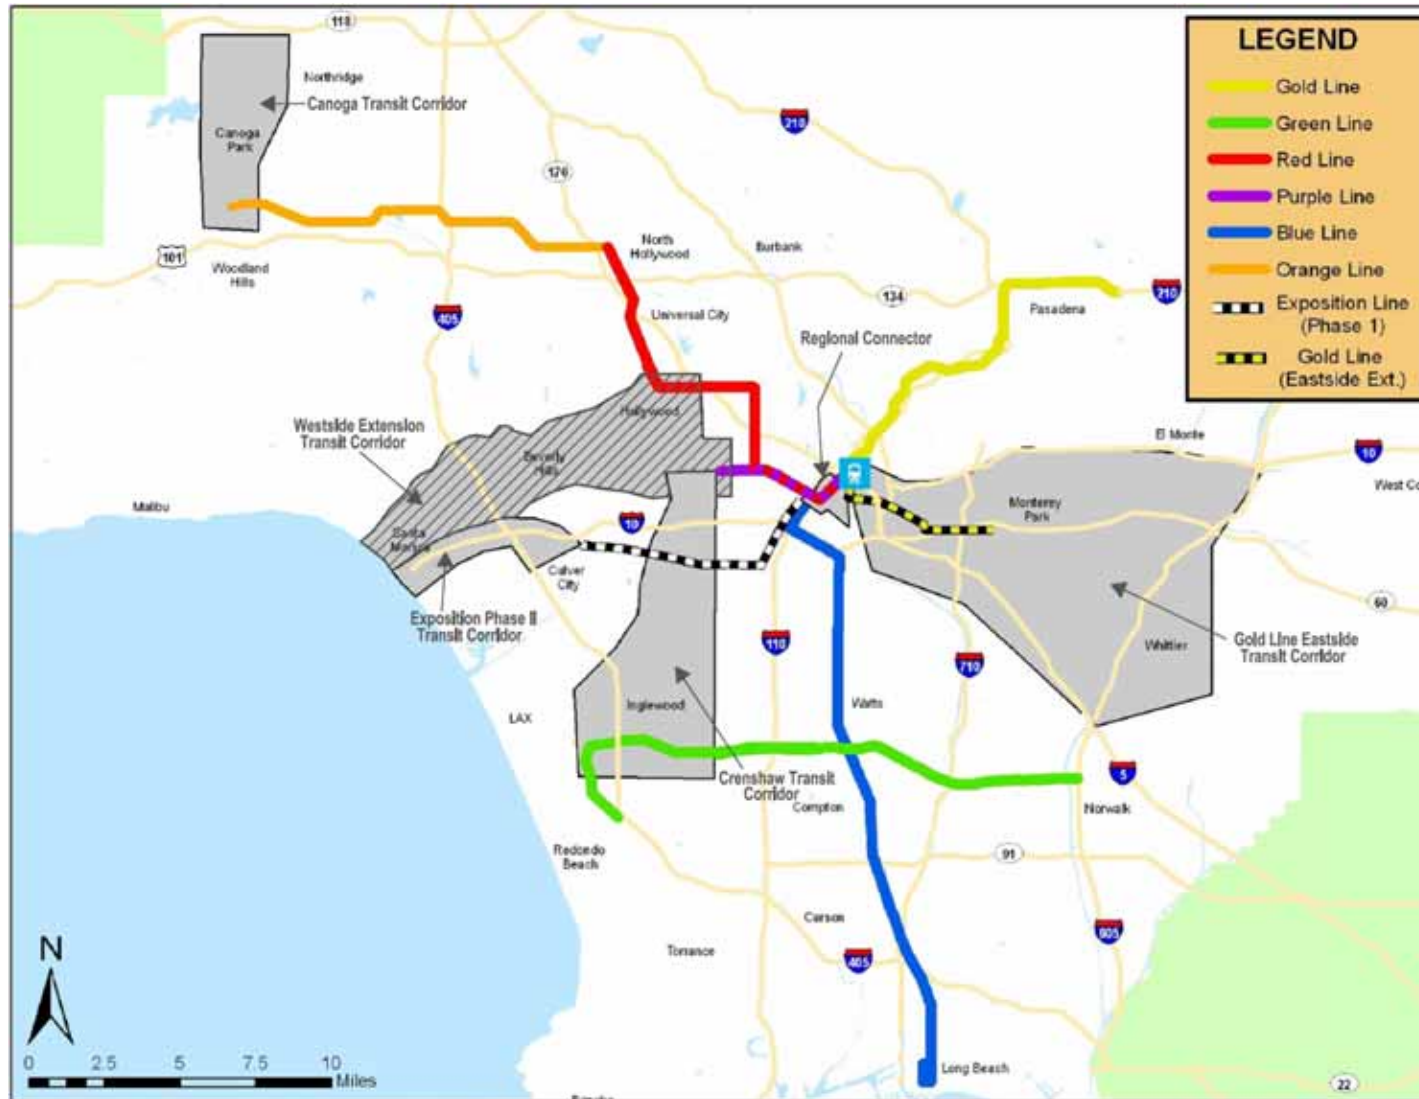 LEGEND
Gold Line
Green Line
Red Line
Purple Line
Blue Line
Orange Line
Exposition Line
(Phase 1)
Gold Line
(Eastside Ext.)
118
Northridge
Canoga Transit Corridor
Canoga
Park
210
170
North
Hollywood
Burbank
101
Woodland
Hills
134
210
405
Universal City
Pasadena
Regional Connector
Hollywood
Westside Extension
Transit Corridor
Beverly
Hills
El Monte
10
West Co
Malibu
Monterey
Park
10
Santa
Monica
Culver
City
60
Exposition Phase II
Transit Corridor
110
710
Whittier
Gold Line Eastside
Transit Corridor
Inglewood
Watts
LAX
Crenshaw Transit
Corridor
5
Compton
Norwalk
Redondo
Beach
91
Carson
605
Torrance
405
N
0 2.5 5 7.5 10
Miles
Long Beach
22